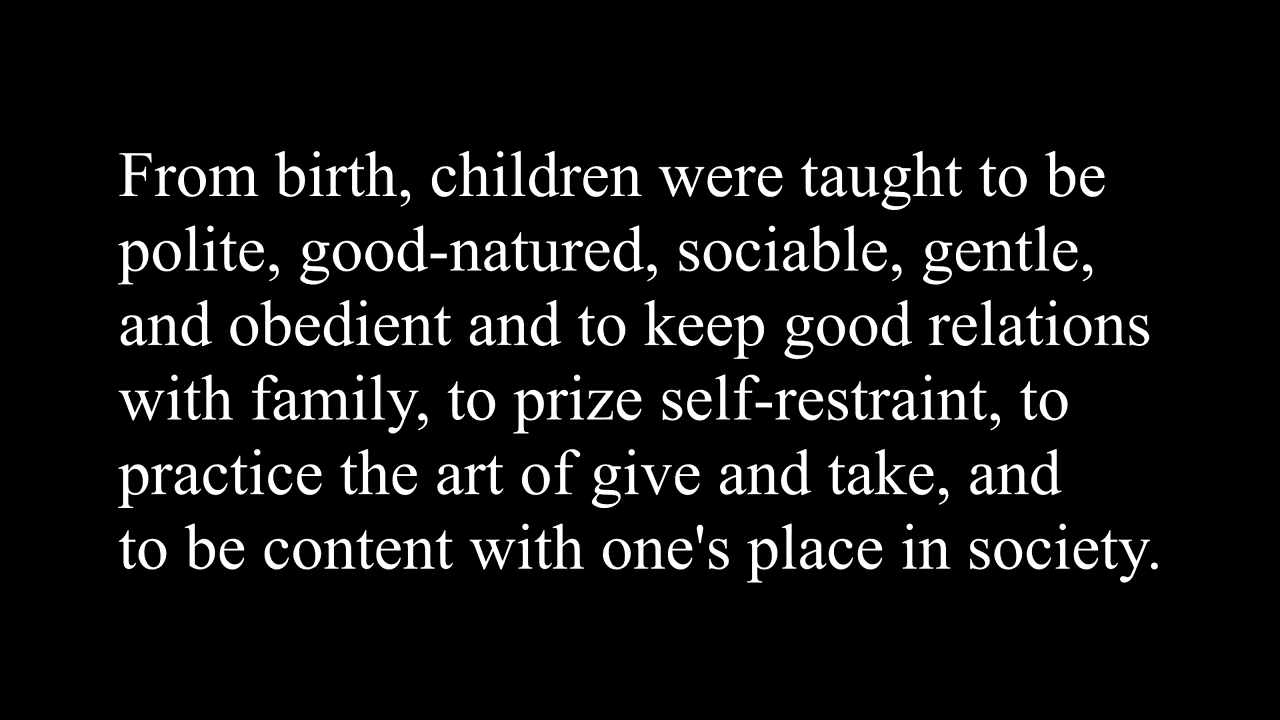 From birth, children were taught to be
polite, good-natured, sociable, gentle,
and obedient and to keep good relations
with family, to prize self-restraint, to
practice the art of give and take, and
to be content with one's place in society.